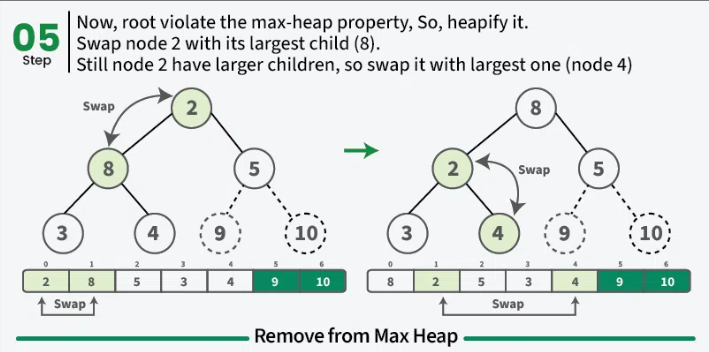 05
Step
Now, root violate the max-heap property, So, heapify it.
Swap node 2 with its largest child (8).
Still node 2 have larger children, so swap it with largest one (node 4)
Swap
2
8
5
3
4
9
10
0 1 2 3 4 5 6
2 8 5 3 4 9 10
Swap
8
2
Swap
5
3
4
9
10
0 1 2 3 4 5 6
8 2 5 3 4 9 10
Swap
Remove from Max Heap